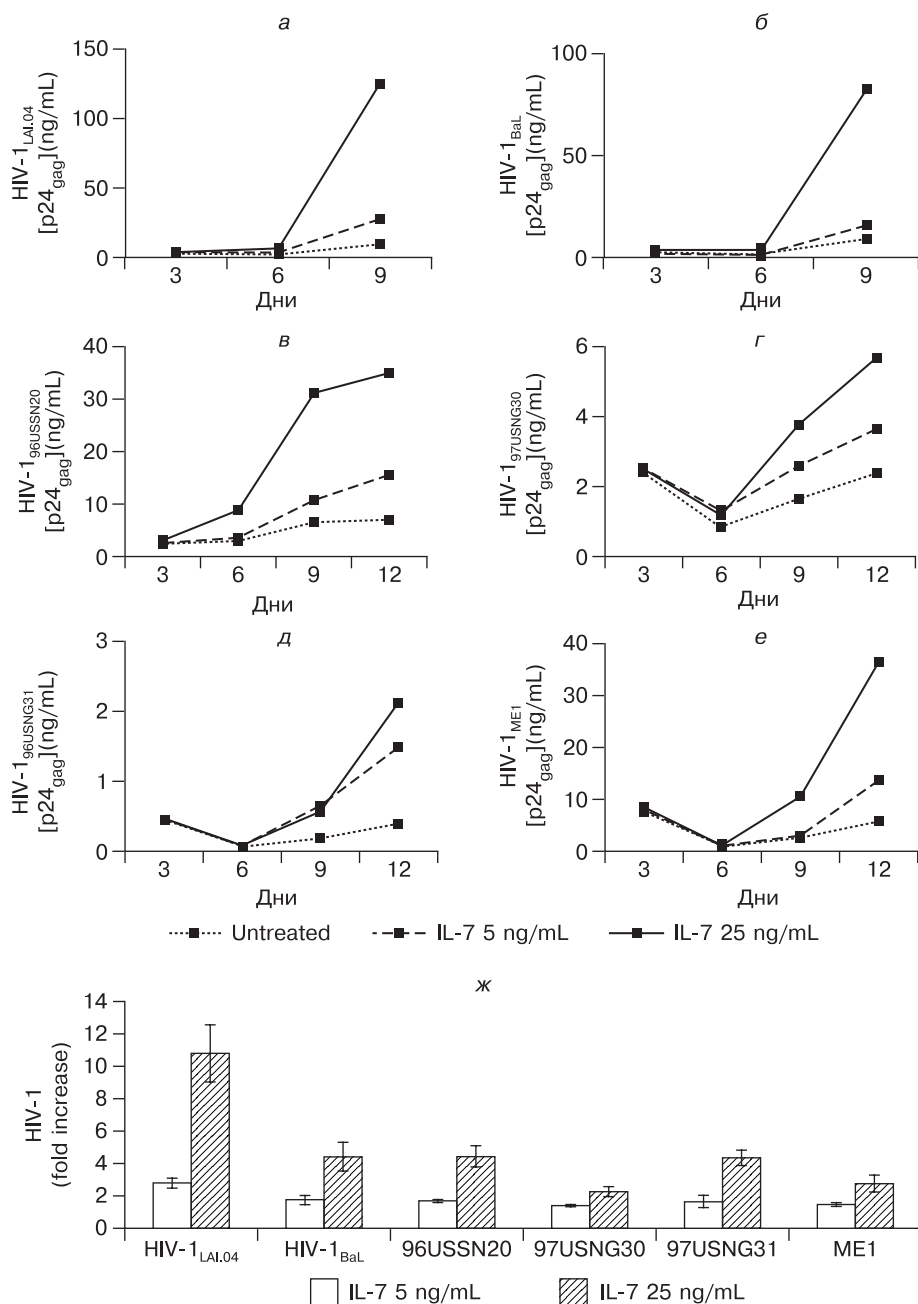 а
HIV-1LAI.04
[p24gag](ng/mL)
150
100
50
0
3 6 9
Дни
б
HIV-1BaL
[p24gag](ng/mL)
100
50
0
3 6 9
Дни
в
HIV-196USSN20
[p24gag](ng/mL)
40
30
20
10
0
3 6 9 12
Дни
г
HIV-197USNG30
[p24gag](ng/mL)
6
4
2
0
3 6 9 12
Дни
д
HIV-196USNG31
[p24gag](ng/mL)
3
2
1
0
3 6 9 12
Дни
е
HIV-1ME1
[p24gag](ng/mL)
40
30
20
10
0
3 6 9 12
Дни
Untreated IL-7 5 ng/mL IL-7 25 ng/mL
ж
HIV-1
(fold increase)
14
12
10
8
6
4
2
0
HIV-1LAI.04 HIV-1BaL 96USSN20 97USNG30 97USNG31 ME1
IL-7 5 ng/mL IL-7 25 ng/mL